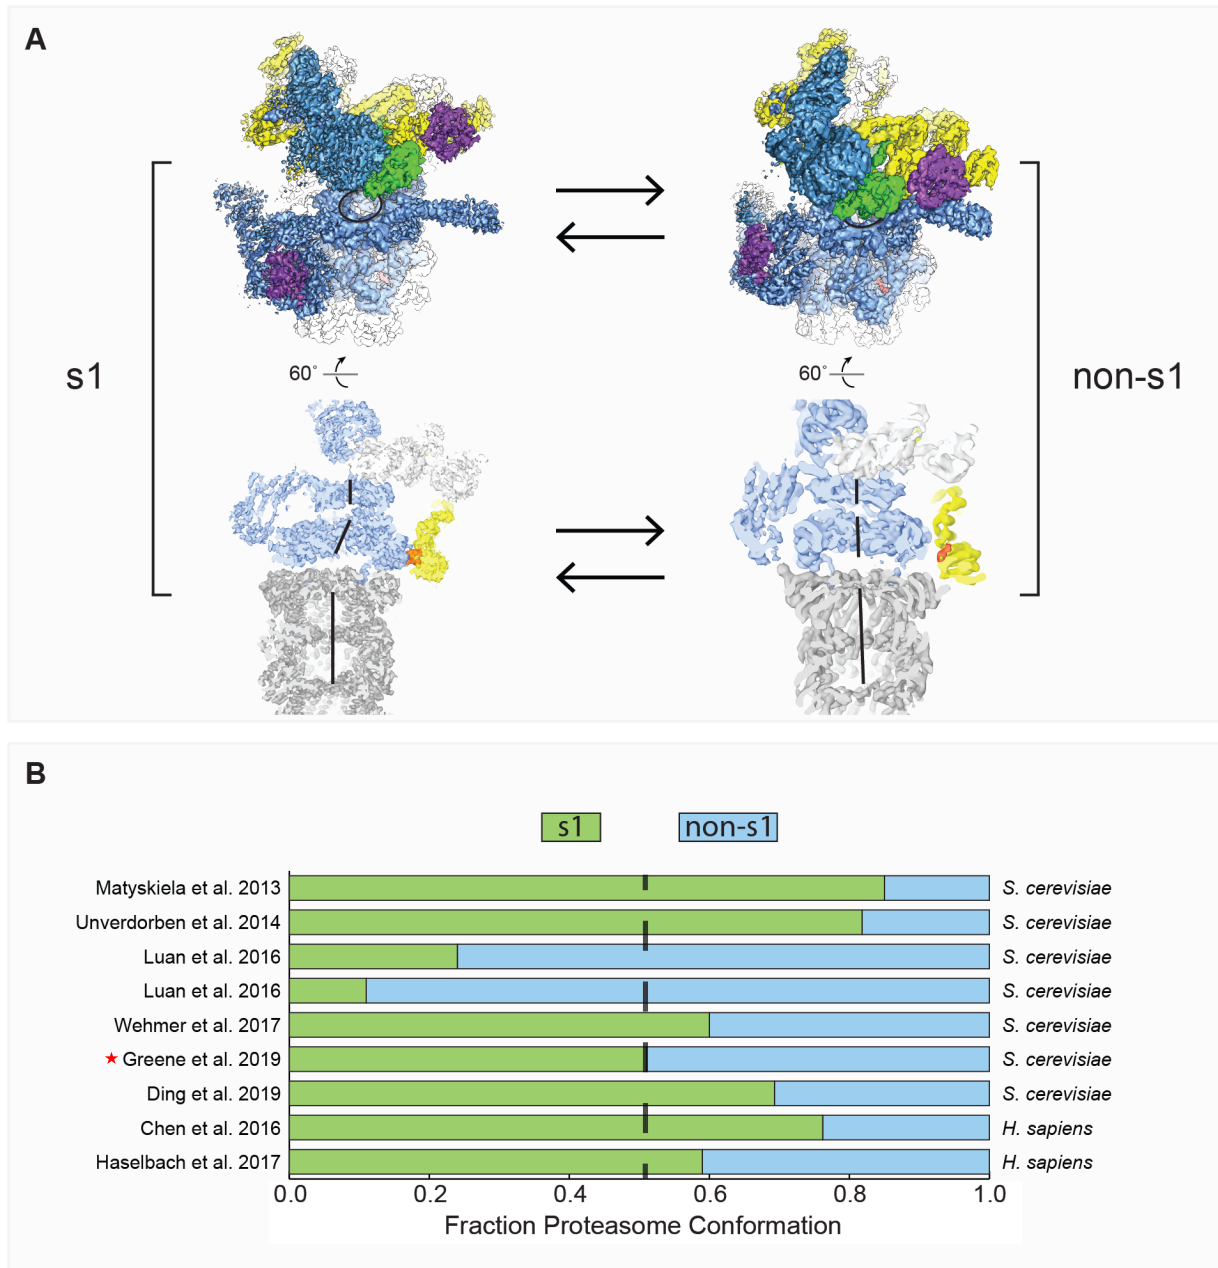 A
s1
non-s1
60°
60°
B
s1 non-s1
Matyskiela et al. 2013 S. cerevisiae
Unverdorben et al. 2014 S. cerevisiae
Luan et al. 2016 S. cerevisiae
Luan et al. 2016 S. cerevisiae
Wehmer et al. 2017 S. cerevisiae
★ Greene et al. 2019 S. cerevisiae
Ding et al. 2019 S. cerevisiae
Chen et al. 2016 H. sapiens
Haselbach et al. 2017 H. sapiens
0.0 0.2 0.4 0.6 0.8 1.0
Fraction Proteasome Conformation